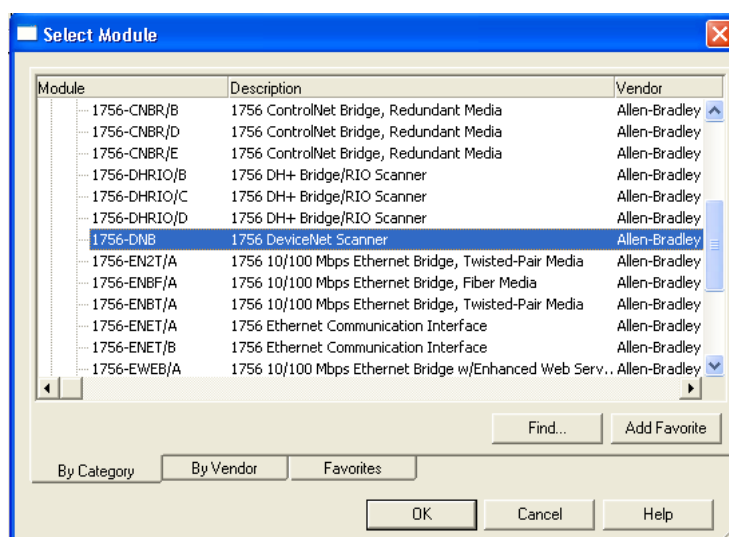 Select Module
Module Description Vendor
1756-CNBR/B 1756 ControlNet Bridge, Redundant Media Allen-Bradley
1756-CNBR/D 1756 ControlNet Bridge, Redundant Media Allen-Bradley
1756-CNBR/E 1756 ControlNet Bridge, Redundant Media Allen-Bradley
1756-DHRIO/B 1756 DH+ Bridge/RIO Scanner Allen-Bradley
1756-DHRIO/C 1756 DH+ Bridge/RIO Scanner Allen-Bradley
1756-DHRIO/D 1756 DH+ Bridge/RIO Scanner Allen-Bradley
1756-DNB 1756 DeviceNet Scanner Allen-Bradley
1756-EN2T/A 1756 10/100 Mbps Ethernet Bridge, Twisted-Pair Media Allen-Bradley
1756-ENBF/A 1756 10/100 Mbps Ethernet Bridge, Fiber Media Allen-Bradley
1756-ENBT/A 1756 10/100 Mbps Ethernet Bridge, Twisted-Pair Media Allen-Bradley
1756-ENET/A 1756 Ethernet Communication Interface Allen-Bradley
1756-ENET/B 1756 Ethernet Communication Interface Allen-Bradley
1756-EWEB/A 1756 10/100 Mbps Ethernet Bridge w/Enhanced Web Serv.. Allen-Bradley
Find... Add Favorite
By Category By Vendor Favorites
OK Cancel Help